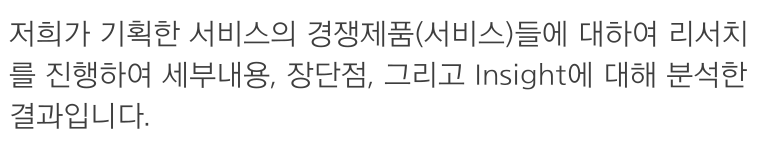 저희가 기획한 서비스의 경쟁제품(서비스)들에 대하여 리서치
를 진행하여 세부내용, 장단점, 그리고 Insight에 대해 분석한
결과입니다.